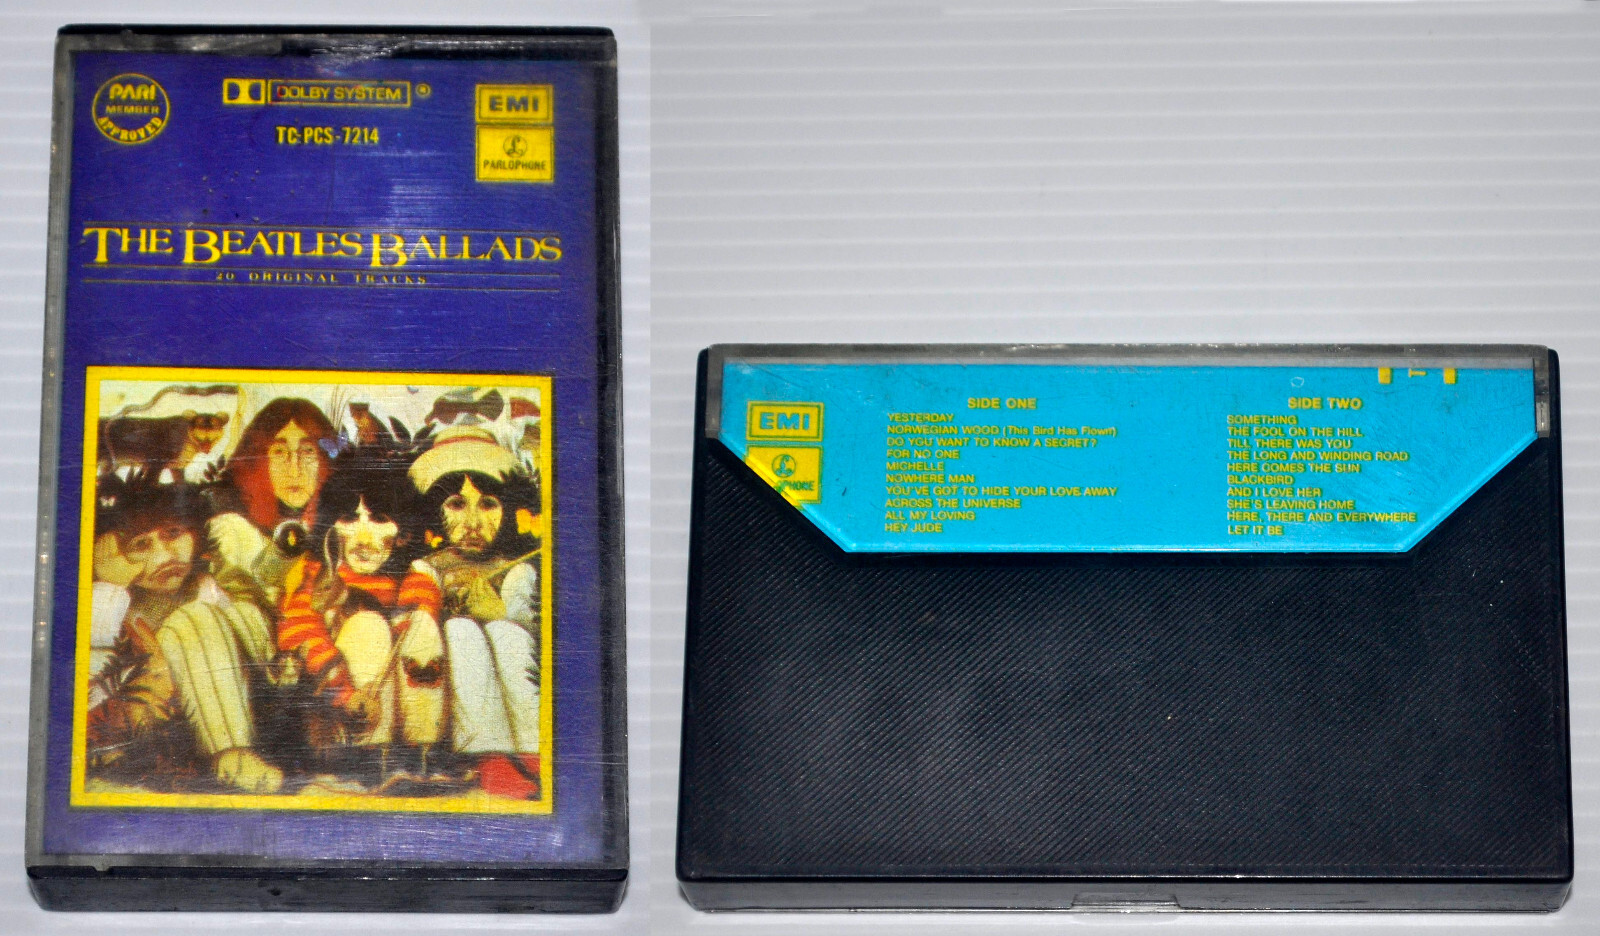 PARI
MEMBER
APPROVED
DOLBY SYSTEM ®
TC-PCS-7214
EMI
PARLOPHONE
THE BEATLES BALLADS
20 ORIGINAL TRACKS
EMI
PHONE
SIDE ONE
YESTERDAY
NORWEGIAN WOOD (This Bird Has Flown)
DO YOU WANT TO KNOW A SECRET?
FOR NO ONE
MICHELLE
NOWHERE MAN
YOU'VE GOT TO HIDE YOUR LOVE AWAY
ACROSS THE UNIVERSE
ALL MY LOVING
HEY JUDE
SIDE TWO
SOMETHING
THE FOOL ON THE HILL
TILL THERE WAS YOU
THE LONG AND WINDING ROAD
HERE COMES THE SUN
BLACKBIRD
AND I LOVE HER
SHE'S LEAVING HOME
HERE, THERE AND EVERYWHERE
LET IT BE